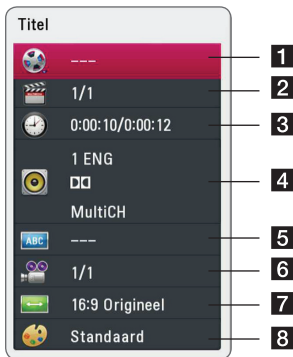 Titel
--- 1
1/1 2
0:00:10/0:00:12 3
1 ENG
MultiCH 4
ABC --- 5
1/1 6
16:9 Origineel 7
Standaard 8